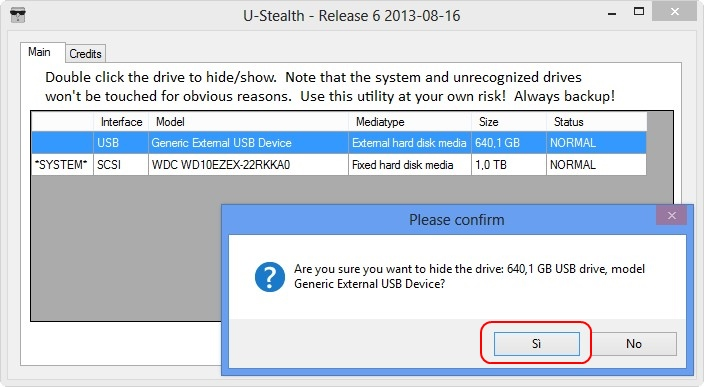 U-Stealth - Release 6 2013-08-16
Main Credits
Double click the drive to hide/show. Note that the system and unrecognized drives
won't be touched for obvious reasons. Use this utility at your own risk! Always backup!
Interface Model Mediatype Size Status
USB Generic External USB Device External hard disk media 640,1 GB NORMAL
*SYSTEM* SCSI WDC WD10EZEX-22RKKA0 Fixed hard disk media 1,0 TB NORMAL
Please confirm
Are you sure you want to hide the drive: 640,1 GB USB drive, model
Generic External USB Device?
Sì No